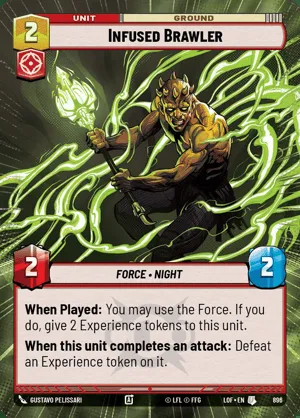 UNIT
GROUND
2
INFUSED BRAWLER
2
2
FORCE • NIGHT
When Played: You may use the Force. If you
do, give 2 Experience tokens to this unit.
When this unit completes an attack: Defeat
an Experience token on it.
GUSTAVO PELISSARI
© LFL © FFG
LOF • EN
896